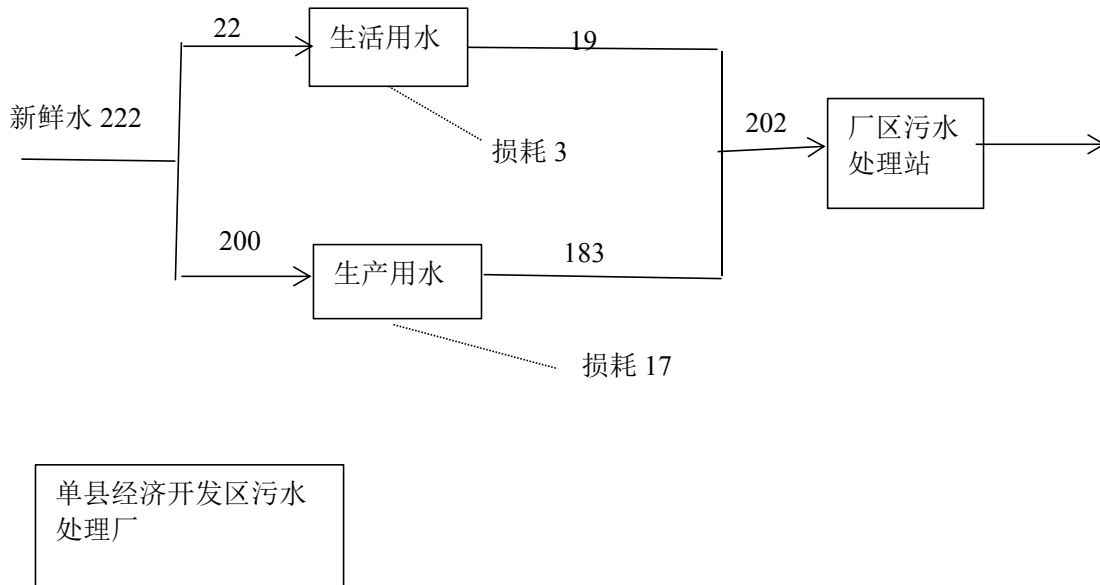 22
生活用水
19
新鲜水 222
损耗 3
202
厂区污水
处理站
200
生产用水
183
损耗 17
单县经济开发区污水
处理厂